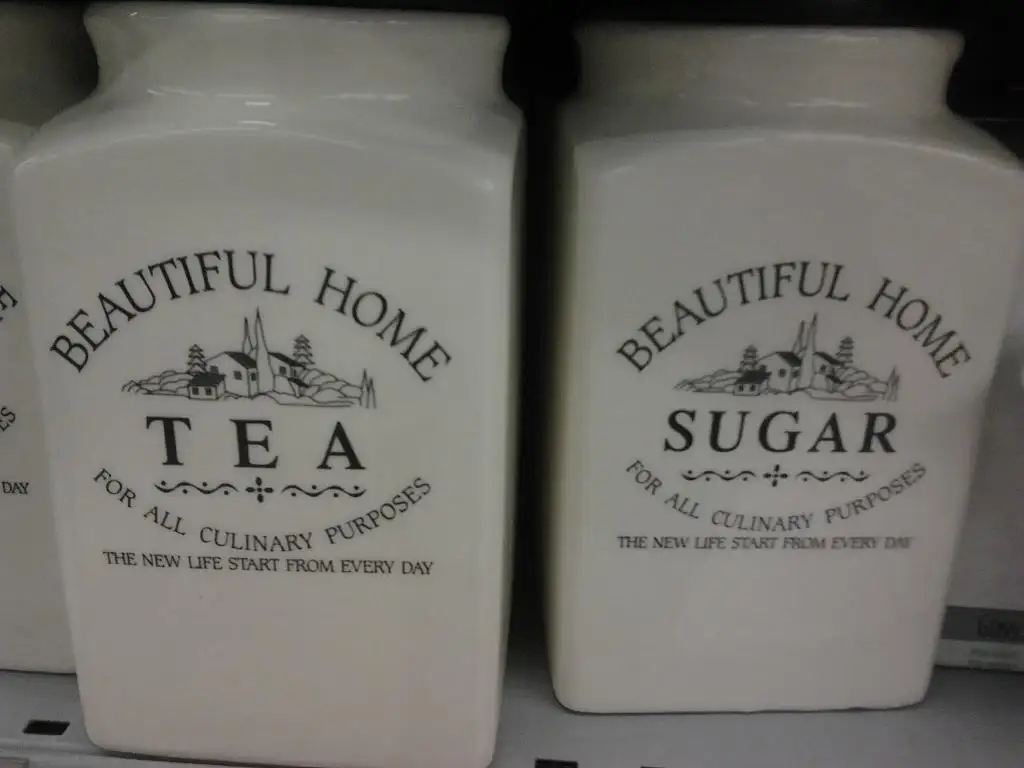 BEAUTIFUL HOME
TEA
FOR ALL CULINARY PURPOSES
THE NEW LIFE START FROM EVERY DAY
BEAUTIFUL HOME
SUGAR
FOR ALL CULINARY PURPOSES
THE NEW LIFE START FROM EVERY DAY
DAY